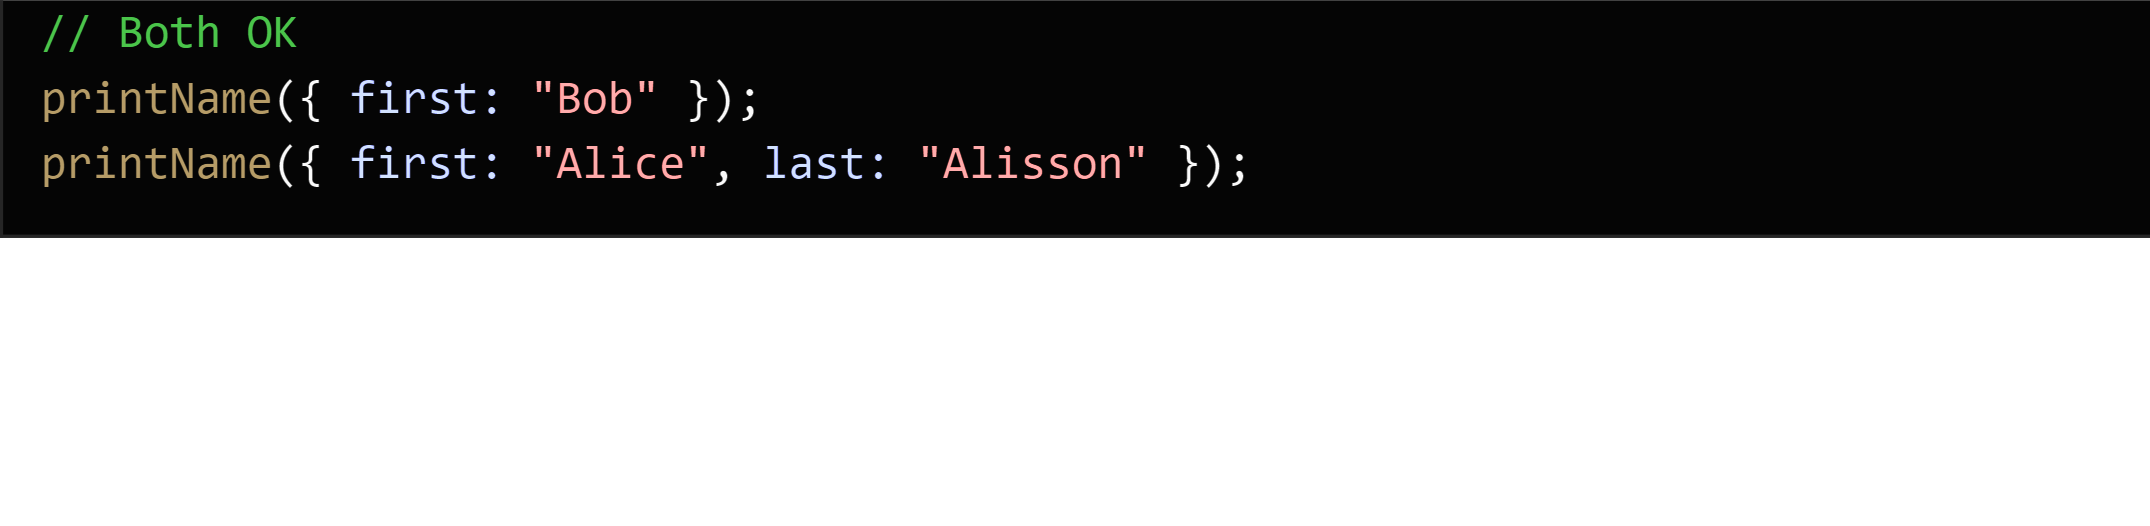 // Both OK
printName({ first: "Bob" });
printName({ first: "Alice", last: "Alisson" });